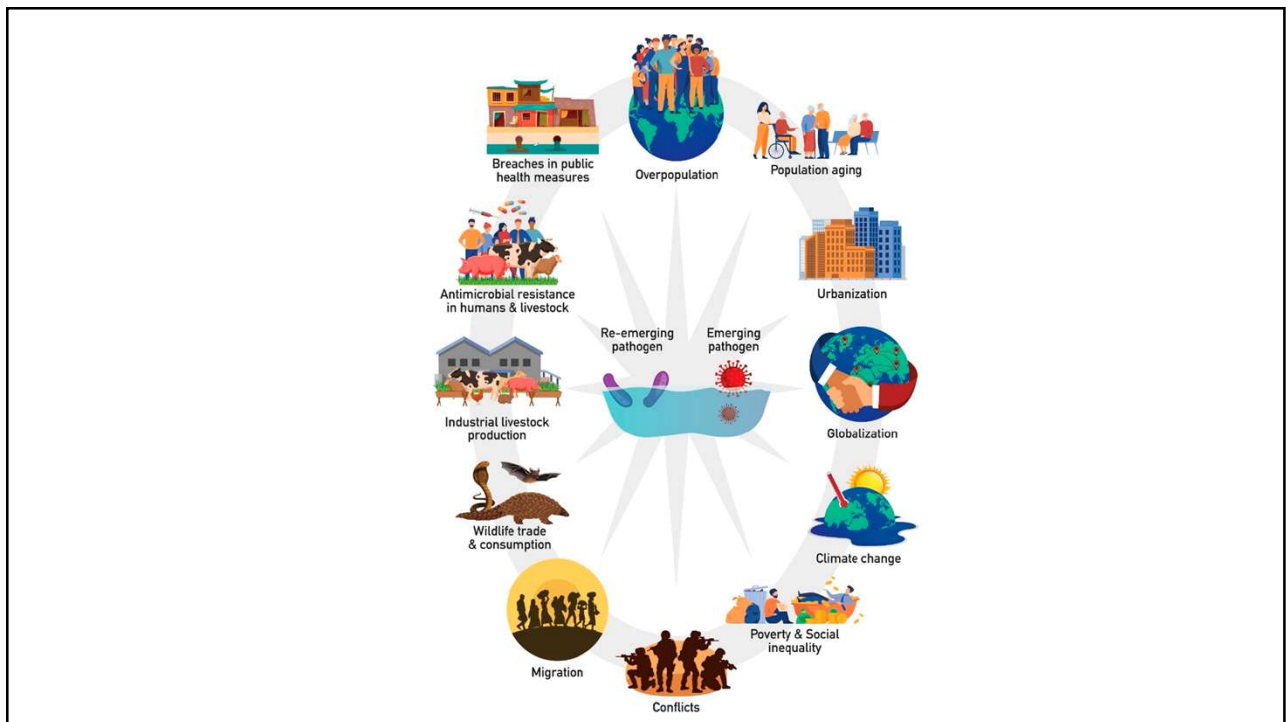 Overpopulation
Population aging
Urbanization
Globalization
Climate change
Poverty & Social
inequality
Conflicts
Migration
Wildlife trade
& consumption
Industrial livestock
production
Antimicrobial resistance
in humans & livestock
Breaches in public
health measures
Re-emerging
pathogen
Emerging
pathogen